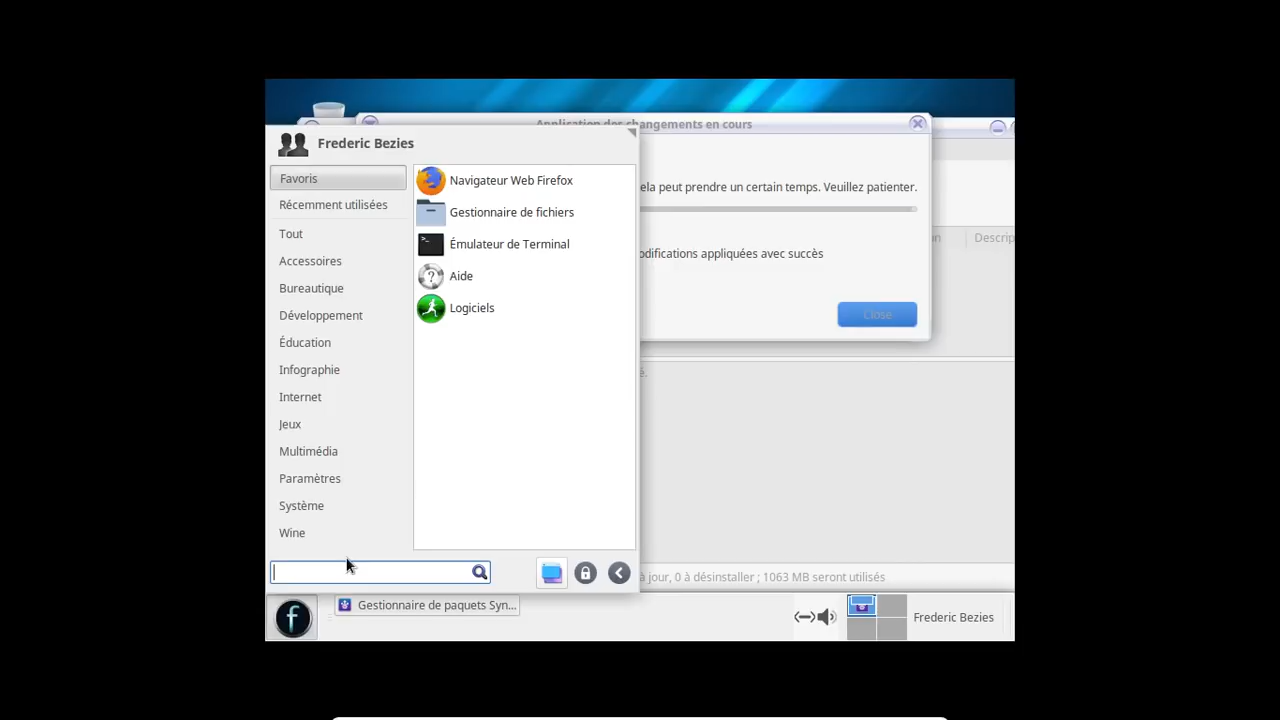 Application des changements en cours
Frederic Bezies
Favoris
Récemment utilisées
Tout
Accessoires
Bureautique
Développement
Éducation
Infographie
Internet
Jeux
Multimédia
Paramètres
Système
Wine
Navigateur Web Firefox
Gestionnaire de fichiers
Émulateur de Terminal
Aide
Logiciels
ela peut prendre un certain temps. Veuillez patienter.
odifications appliquées avec succès
Close
on
Descrip
é.
à jour, 0 à désinstaller ; 1063 MB seront utilisés
Gestionnaire de paquets Syn...
Frederic Bezies